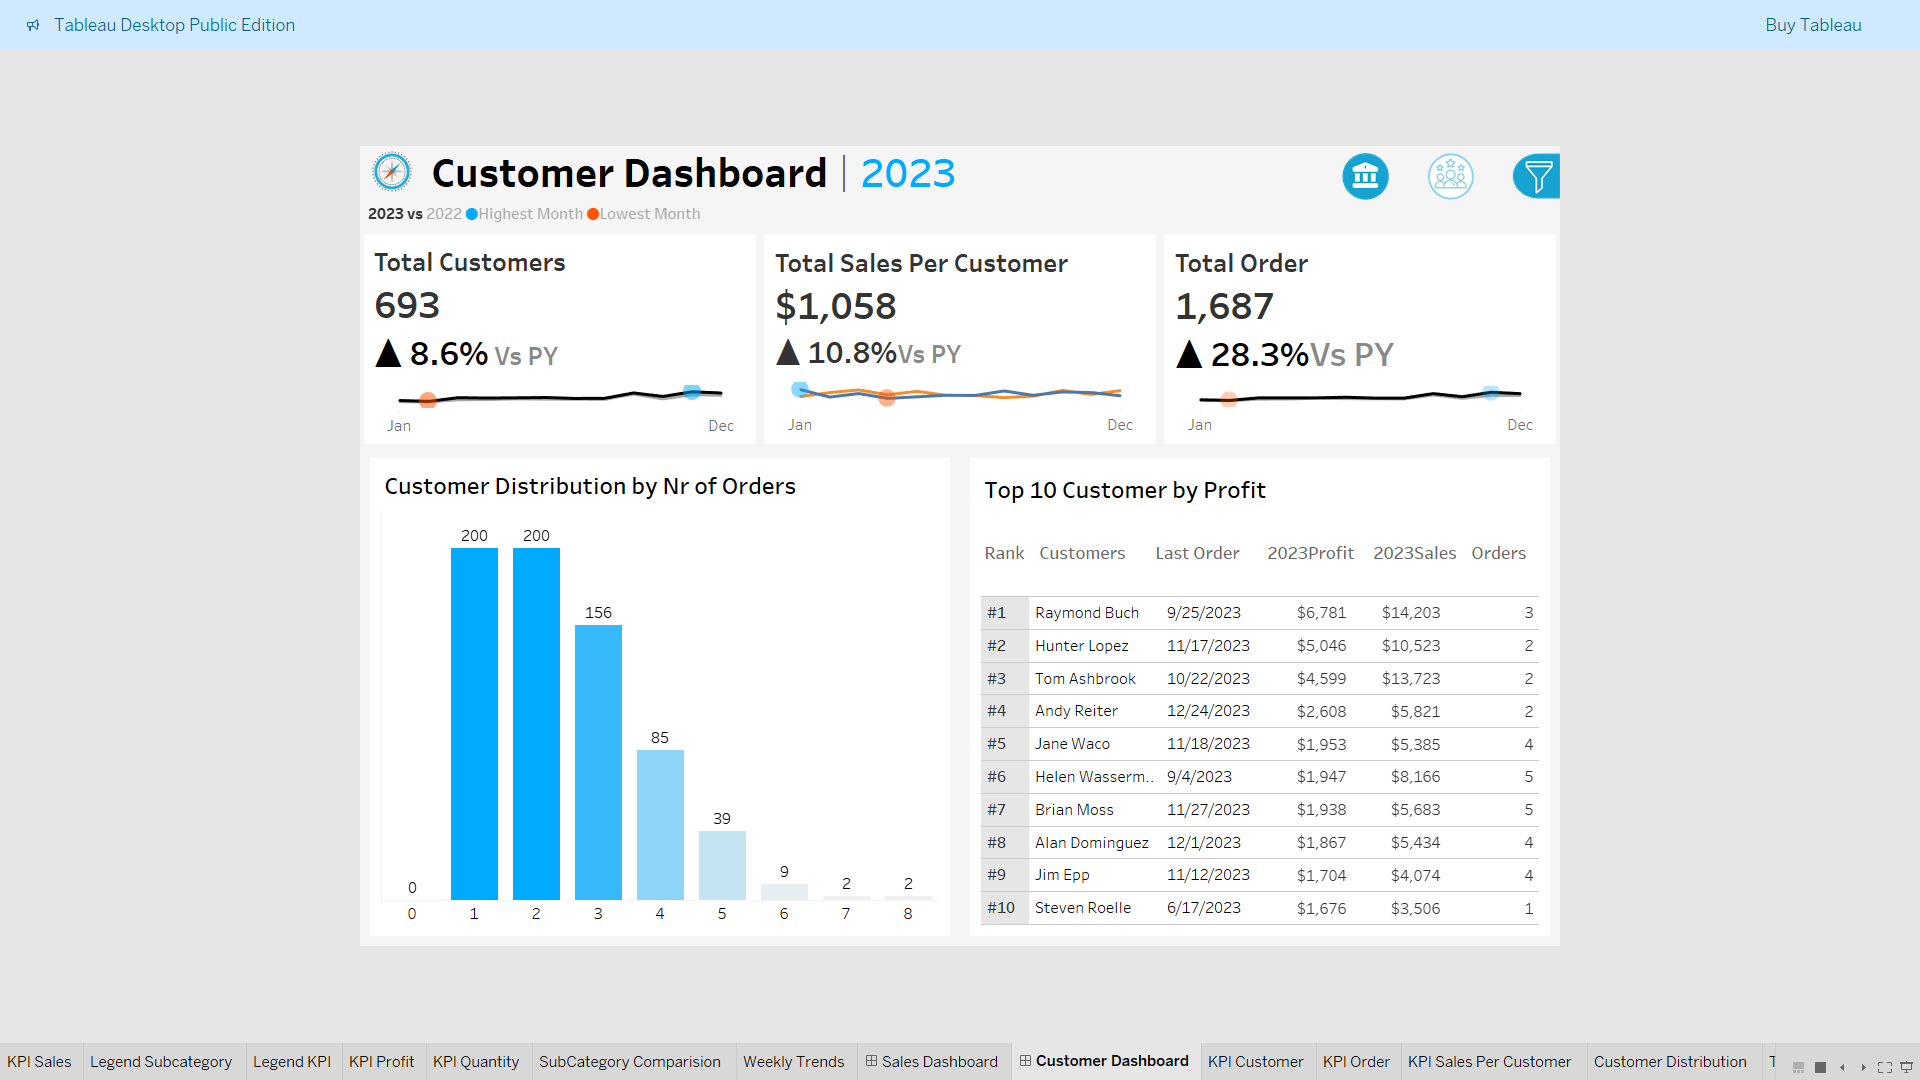 Tableau Desktop Public Edition
Buy Tableau
Customer Dashboard | 2023
2023 vs 2022 Highest Month Lowest Month
Total Customers
693
▲ 8.6% Vs PY
Jan Dec
Total Sales Per Customer
$1,058
▲ 10.8%Vs PY
Jan Dec
Total Order
1,687
▲ 28.3%Vs PY
Jan Dec
Customer Distribution by Nr of Orders
0 200 200 156 85 39 9 2 2
0 1 2 3 4 5 6 7 8
Top 10 Customer by Profit
Rank Customers Last Order 2023Profit 2023Sales Orders
#1 Raymond Buch 9/25/2023 $6,781 $14,203 3
#2 Hunter Lopez 11/17/2023 $5,046 $10,523 2
#3 Tom Ashbrook 10/22/2023 $4,599 $13,723 2
#4 Andy Reiter 12/24/2023 $2,608 $5,821 2
#5 Jane Waco 11/18/2023 $1,953 $5,385 4
#6 Helen Wasserm.. 9/4/2023 $1,947 $8,166 5
#7 Brian Moss 11/27/2023 $1,938 $5,683 5
#8 Alan Dominguez 12/1/2023 $1,867 $5,434 4
#9 Jim Epp 11/12/2023 $1,704 $4,074 4
#10 Steven Roelle 6/17/2023 $1,676 $3,506 1
KPI Sales Legend Subcategory Legend KPI KPI Profit KPI Quantity SubCategory Comparision Weekly Trends Sales Dashboard Customer Dashboard KPI Customer KPI Order KPI Sales Per Customer Customer Distribution